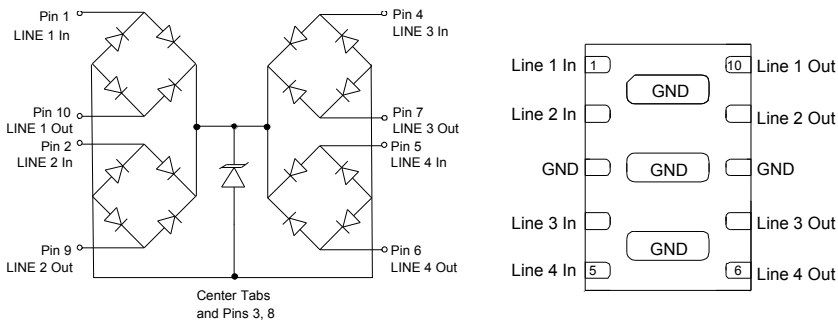 Pin 1
LINE 1 In
Pin 10
LINE 1 Out
Pin 2
LINE 2 In
Pin 9
LINE 2 Out
Pin 4
LINE 3 In
Pin 7
LINE 3 Out
Pin 5
LINE 4 In
Pin 6
LINE 4 Out
Center Tabs
and Pins 3, 8
Line 1 In 1 10 Line 1 Out
GND
Line 2 In Line 2 Out
GND GND GND
Line 3 In Line 3 Out
GND
Line 4 In 5 6 Line 4 Out